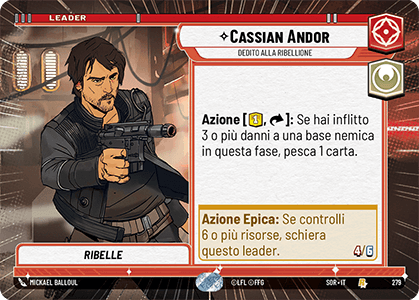 LEADER
CASSIAN ANDOR
DEDITO ALLA RIBELLIONE
Azione [1, ]: Se hai inflitto
3 o più danni a una base nemica
in questa fase, pesca 1 carta.
Azione Epica: Se controlli
6 o più risorse, schiera
questo leader.
4/6
RIBELLE
MICKAEL BALLOUL
©LFL ©FFG
SOR•IT
279